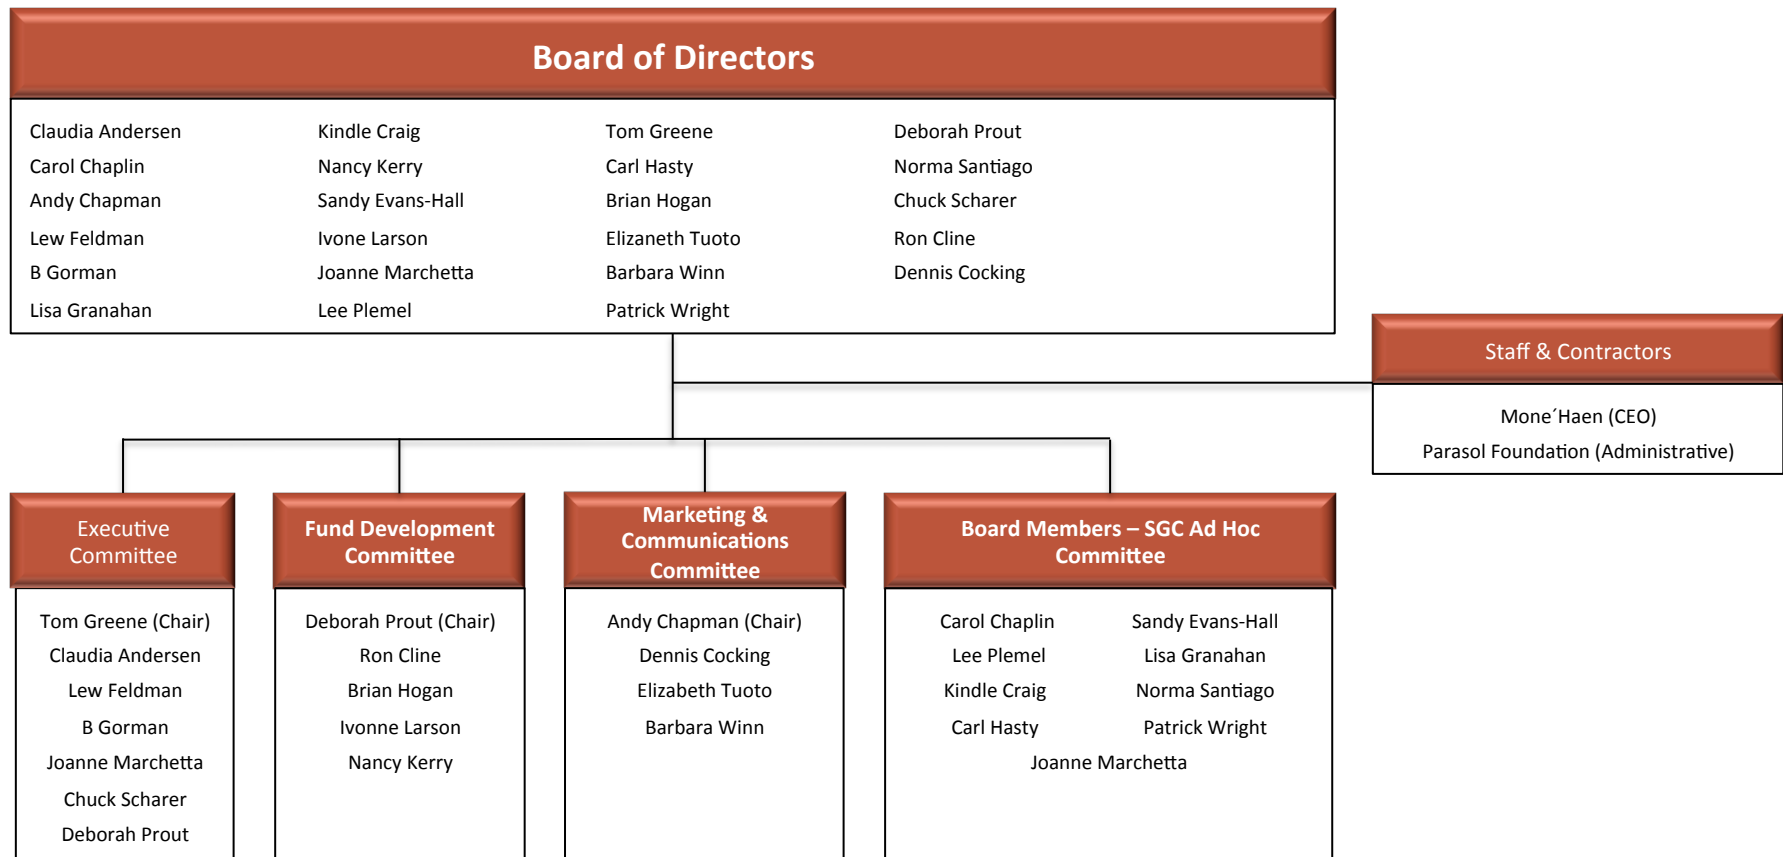 Board of Directors
Claudia Andersen Kindle Craig Tom Greene Deborah Prout
Carol Chaplin Nancy Kerry Carl Hasty Norma Santiago
Andy Chapman Sandy Evans-Hall Brian Hogan Chuck Scharer
Lew Feldman Ivone Larson Elizaneth Tuoto Ron Cline
B Gorman Joanne Marchetta Barbara Winn Dennis Cocking
Lisa Granahan Lee Plemel Patrick Wright
Staff & Contractors
Mone´Haen (CEO)
Parasol Foundation (Administrative)
Executive
Committee
Tom Greene (Chair)
Claudia Andersen
Lew Feldman
B Gorman
Joanne Marchetta
Chuck Scharer
Deborah Prout
Fund Development
Committee
Deborah Prout (Chair)
Ron Cline
Brian Hogan
Ivonne Larson
Nancy Kerry
Marketing &
Communications
Committee
Andy Chapman (Chair)
Dennis Cocking
Elizabeth Tuoto
Barbara Winn
Board Members – SGC Ad Hoc
Committee
Carol Chaplin Sandy Evans-Hall
Lee Plemel Lisa Granahan
Kindle Craig Norma Santiago
Carl Hasty Patrick Wright
Joanne Marchetta